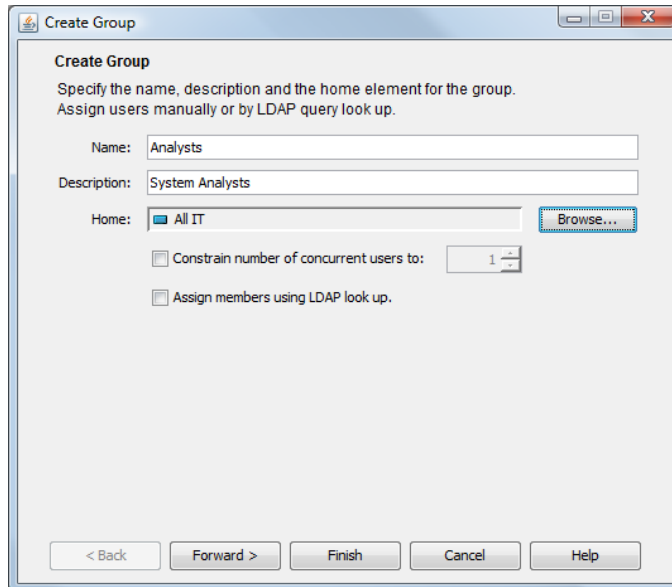 Create Group
Create Group
Specify the name, description and the home element for the group.
Assign users manually or by LDAP query look up.
Name: Analysts
Description: System Analysts
Home: All IT Browse...
Constrain number of concurrent users to: 1
Assign members using LDAP look up.
< Back Forward > Finish Cancel Help